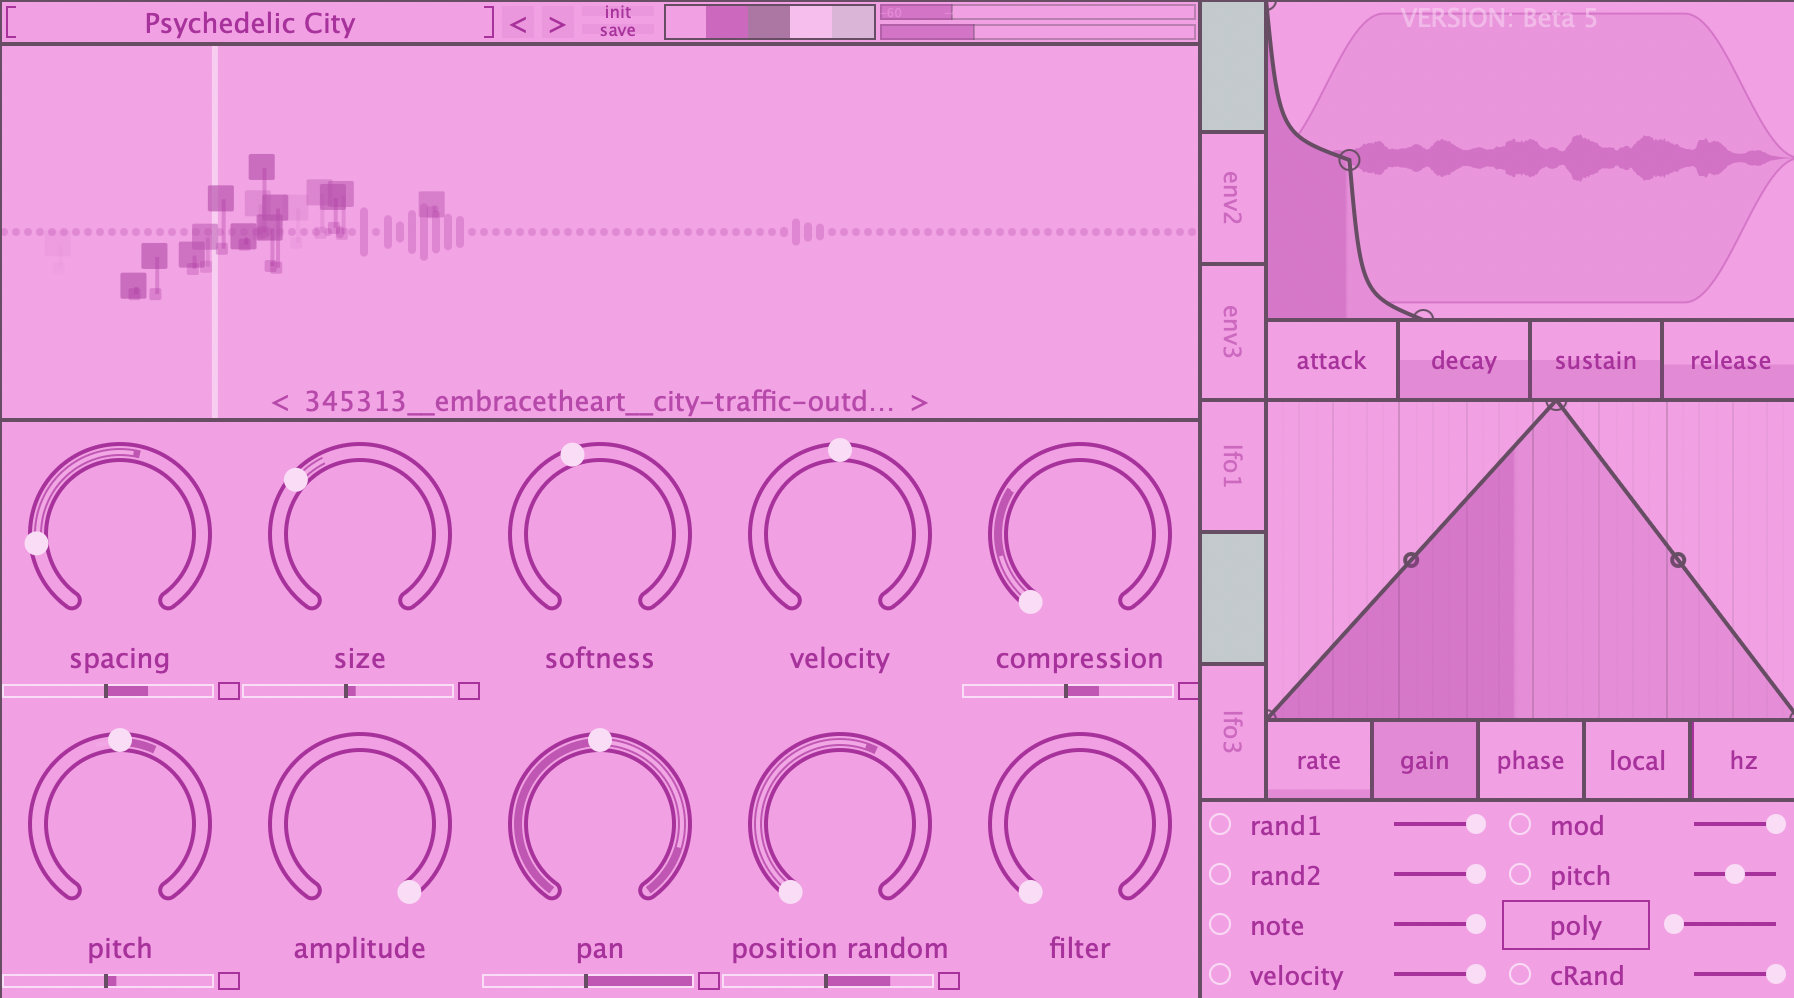 Psychedelic City
< >
init
save
-60
VERSION: Beta 5
< 345313__embracetheart__city-traffic-outd... >
env2
env3
attack decay sustain release
lfo1
lfo3
spacing size softness velocity compression
rate gain phase local hz
pitch amplitude pan position random filter
rand1 mod
rand2 pitch
note poly
velocity cRand